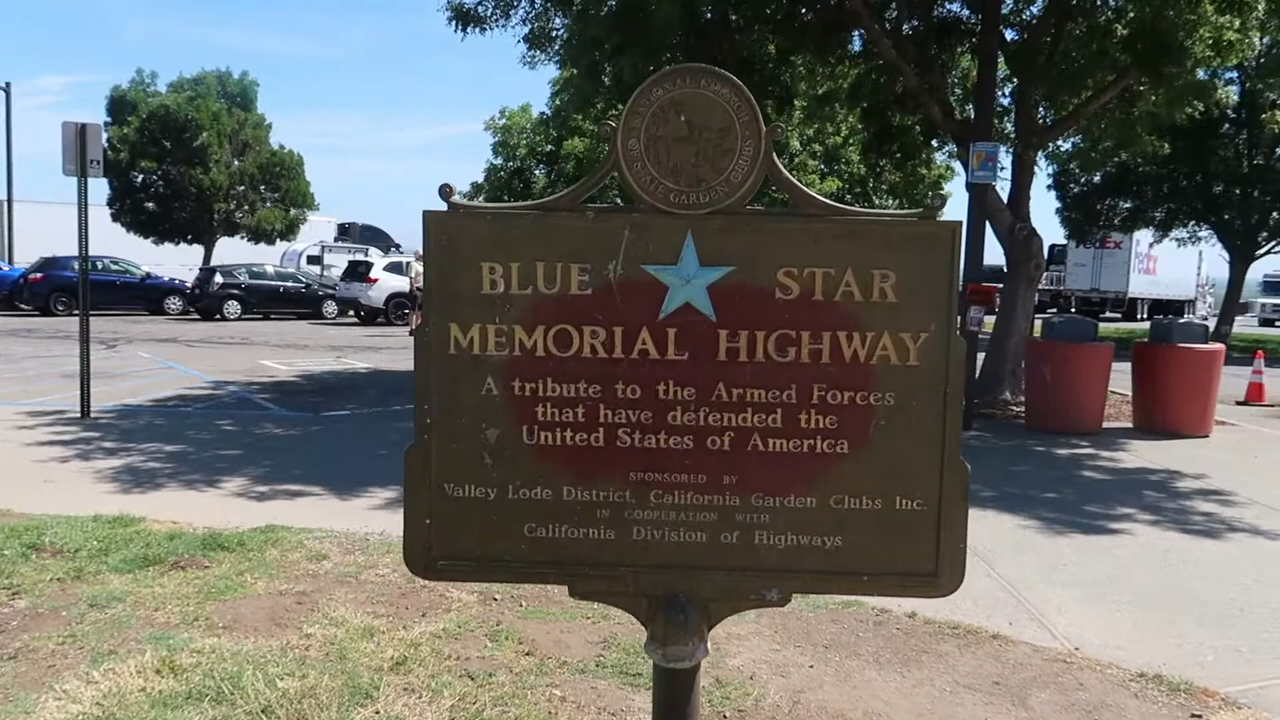 NATIONAL COUNCIL
OF STATE GARDEN CLUBS
BLUE STAR
MEMORIAL HIGHWAY
A tribute to the Armed Forces
that have defended the
United States of America
SPONSORED BY
Valley Lode District, California Garden Clubs Inc.
IN COOPERATION WITH
California Division of Highways
FedEx
FedEx